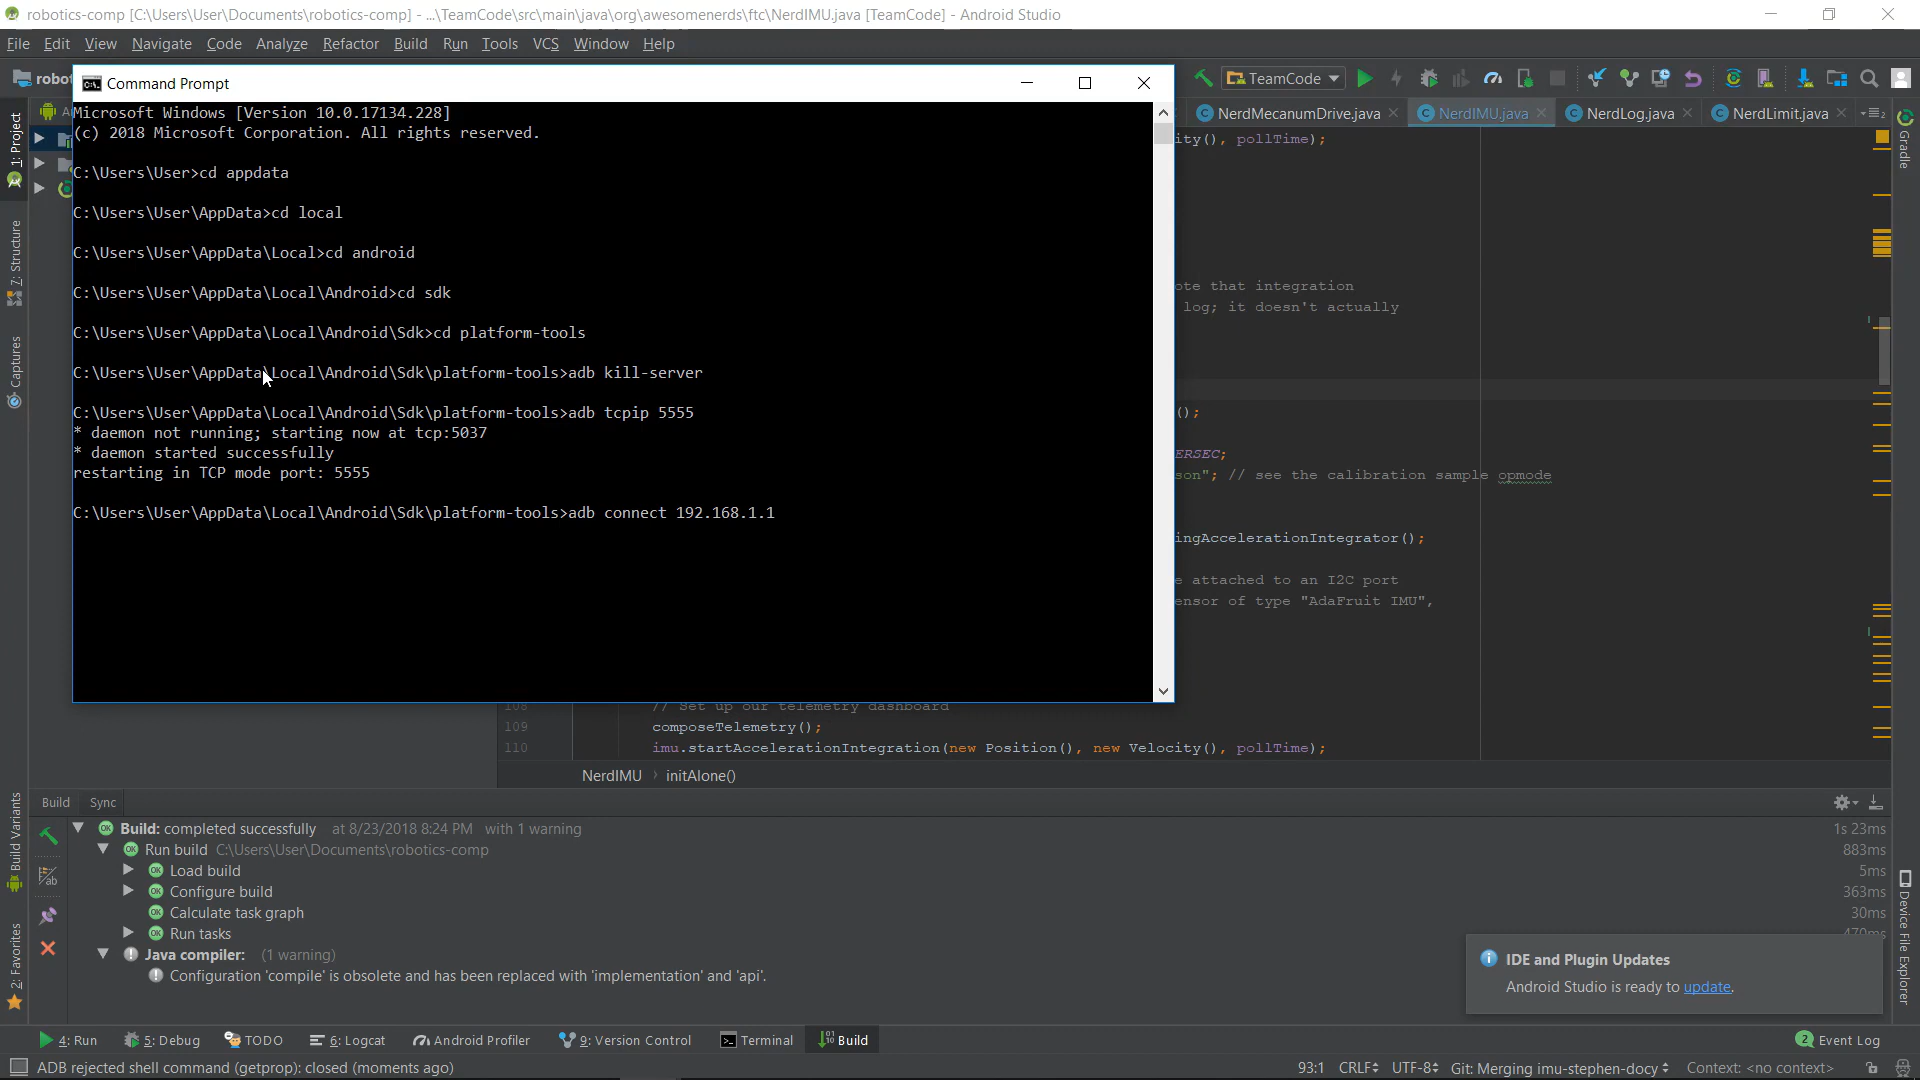 robotics-comp [C:\Users\User\Documents\robotics-comp] - ...\TeamCode\src\main\java\org\awesomenerds\ftc\NerdIMU.java [TeamCode] - Android Studio
File Edit View Navigate Code Analyze Refactor Build Run Tools VCS Window Help
robot
TeamCode
Command Prompt
NerdMecanumDrive.java
NerdIMU.java
NerdLog.java
NerdLimit.java
Microsoft Windows [Version 10.0.17134.228]
(c) 2018 Microsoft Corporation. All rights reserved.
C:\Users\User>cd appdata
C:\Users\User\AppData>cd local
C:\Users\User\AppData\Local>cd android
C:\Users\User\AppData\Local\Android>cd sdk
C:\Users\User\AppData\Local\Android\Sdk>cd platform-tools
C:\Users\User\AppData\Local\Android\Sdk\platform-tools>adb kill-server
C:\Users\User\AppData\Local\Android\Sdk\platform-tools>adb tcpip 5555
* daemon not running; starting now at tcp:5037
* daemon started successfully
restarting in TCP mode port: 5555
C:\Users\User\AppData\Local\Android\Sdk\platform-tools>adb connect 192.168.1.1
ity(), pollTime);
ote that integration
log; it doesn't actually
();
ERSEC;
son"; // see the calibration sample opmode
ingAccelerationIntegrator();
e attached to an I2C port
ensor of type "AdaFruit IMU",
108 // Set up our telemetry dashboard
109 composeTelemetry();
110 imu.startAccelerationIntegration(new Position(), new Velocity(), pollTime);
NerdIMU › initAlone()
1: Project
7: Structure
Captures
Build Variants
2: Favorites
Gradle
Device File Explorer
Build Sync
Build: completed successfully at 8/23/2018 8:24 PM with 1 warning 1s 23ms
Run build C:\Users\User\Documents\robotics-comp 883ms
Load build 5ms
Configure build 363ms
Calculate task graph 30ms
Run tasks 470ms
Java compiler: (1 warning)
Configuration 'compile' is obsolete and has been replaced with 'implementation' and 'api'.
IDE and Plugin Updates
Android Studio is ready to update.
4: Run 5: Debug TODO 6: Logcat Android Profiler 9: Version Control Terminal Build 2 Event Log
ADB rejected shell command (getprop): closed (moments ago) 93:1 CRLF UTF-8 Git: Merging imu-stephen-docy Context: <no context>